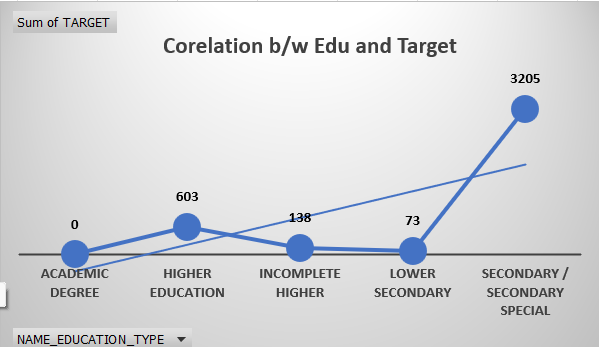 Sum of TARGET
Corelation b/w Edu and Target
3205
603
0
138
73
ACADEMIC
DEGREE
HIGHER
EDUCATION
INCOMPLETE
HIGHER
LOWER
SECONDARY
SECONDARY /
SECONDARY
SPECIAL
NAME_EDUCATION_TYPE